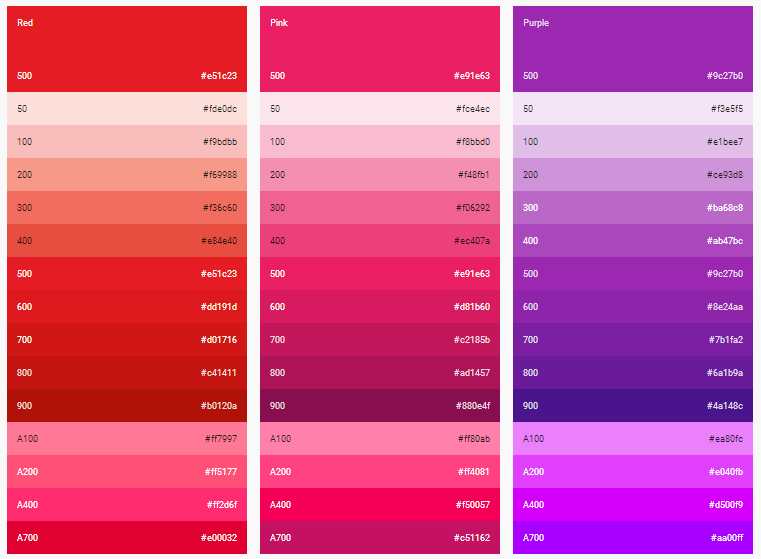 Red
500 #e51c23
50 #fde0dc
100 #f9bdbb
200 #f69988
300 #f36c60
400 #e84e40
500 #e51c23
600 #dd191d
700 #d01716
800 #c41411
900 #b0120a
A100 #ff7997
A200 #ff5177
A400 #ff2d6f
A700 #e00032
Pink
500 #e91e63
50 #fce4ec
100 #f8bbd0
200 #f48fb1
300 #f06292
400 #ec407a
500 #e91e63
600 #d81b60
700 #c2185b
800 #ad1457
900 #880e4f
A100 #ff80ab
A200 #ff4081
A400 #f50057
A700 #c51162
Purple
500 #9c27b0
50 #f3e5f5
100 #e1bee7
200 #ce93d8
300 #ba68c8
400 #ab47bc
500 #9c27b0
600 #8e24aa
700 #7b1fa2
800 #6a1b9a
900 #4a148c
A100 #ea80fc
A200 #e040fb
A400 #d500f9
A700 #aa00ff